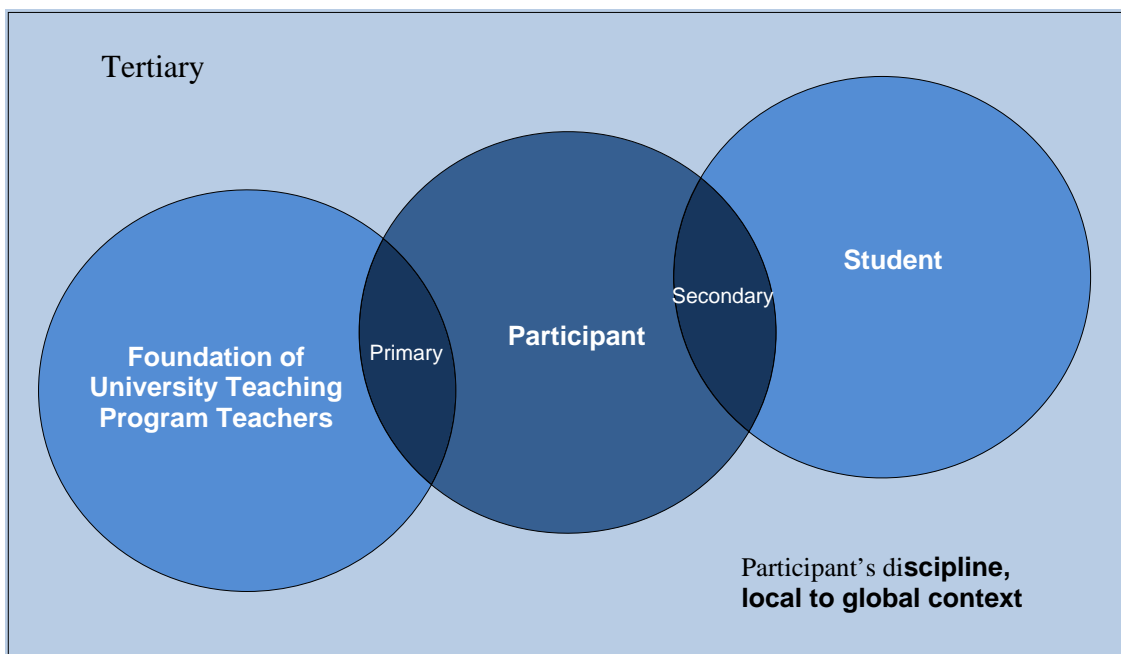 Tertiary
Student
Secondary
Participant
Primary
Foundation of
University Teaching
Program Teachers
Participant’s discipline,
local to global context